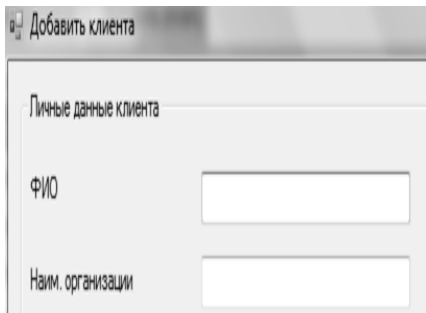 Добавить клиента
Личные данные клиента
ФИО
Наим. организации